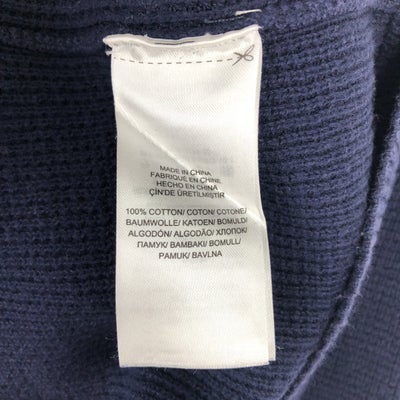 MADE IN CHINA
FABRIQUÉ EN CHINE
HECHO EN CHINA
ÇİN'DE ÜRETİLMİŞTİR
100% COTTON/ COTON/ COTONE/
BAUMWOLLE/ KATOEN/ BOMULD/
ALGODÓN/ ALGODÃO/ ХЛОПОК/
ПАМУК/ ΒΑΜΒΑΚΙ/ BOMULL/
PAMUK/ BAVLNA